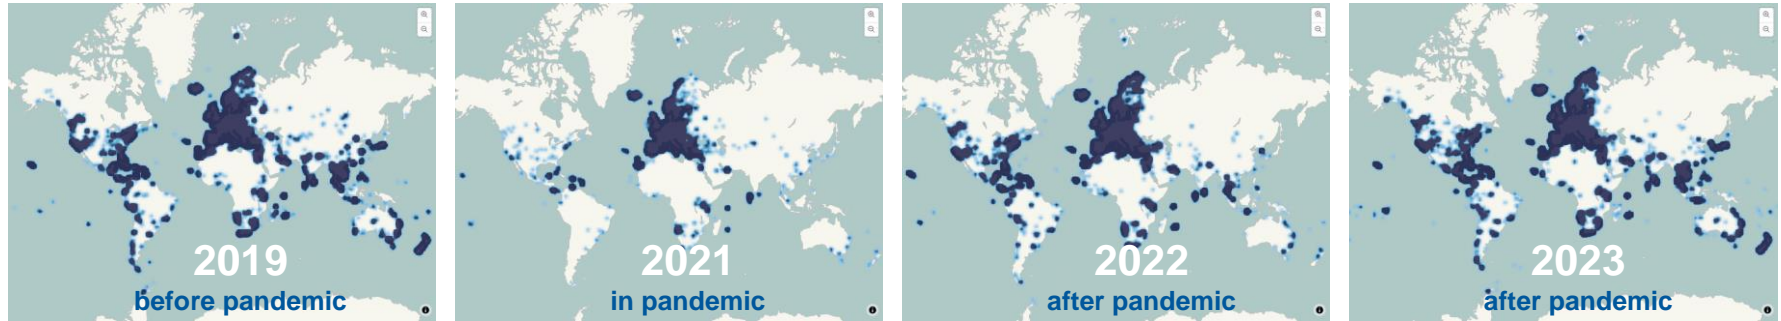 2019
before pandemic
2021
in pandemic
2022
after pandemic
2023
after pandemic